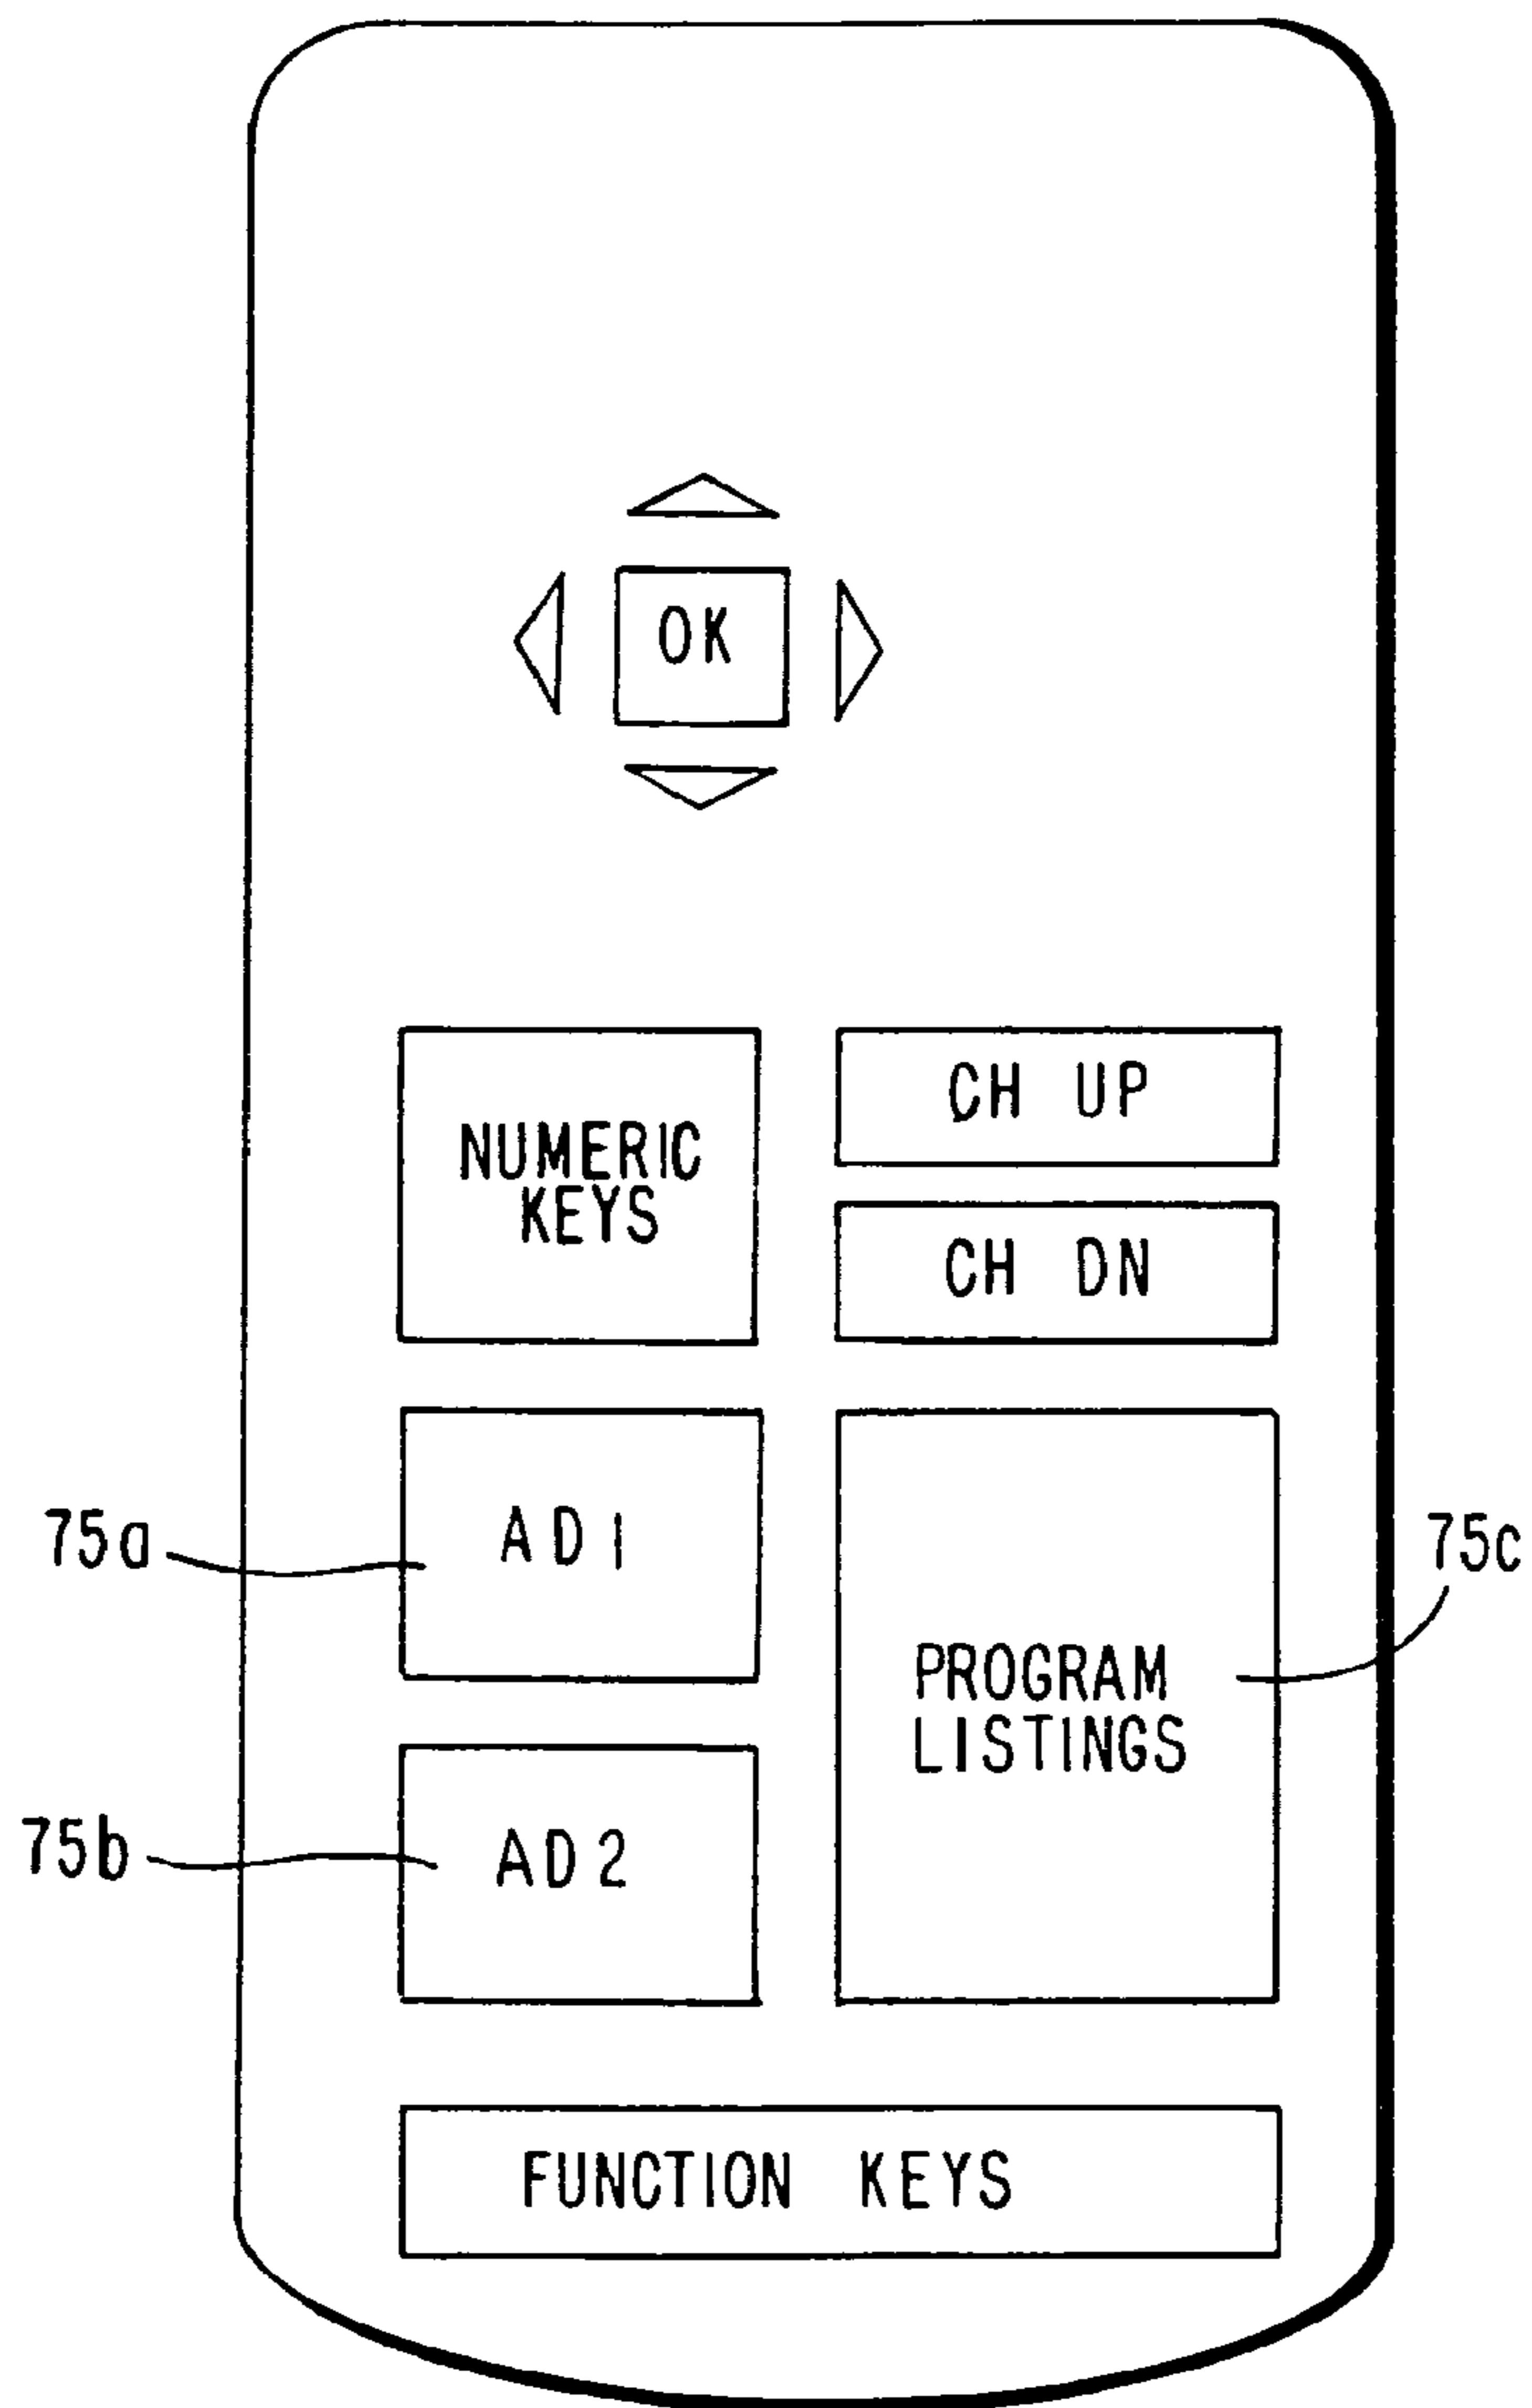 OK
NUMERIC
KEYS
CH UP
CH DN
75a
AD1
75c
PROGRAM
LISTINGS
75b
AD2
FUNCTION KEYS